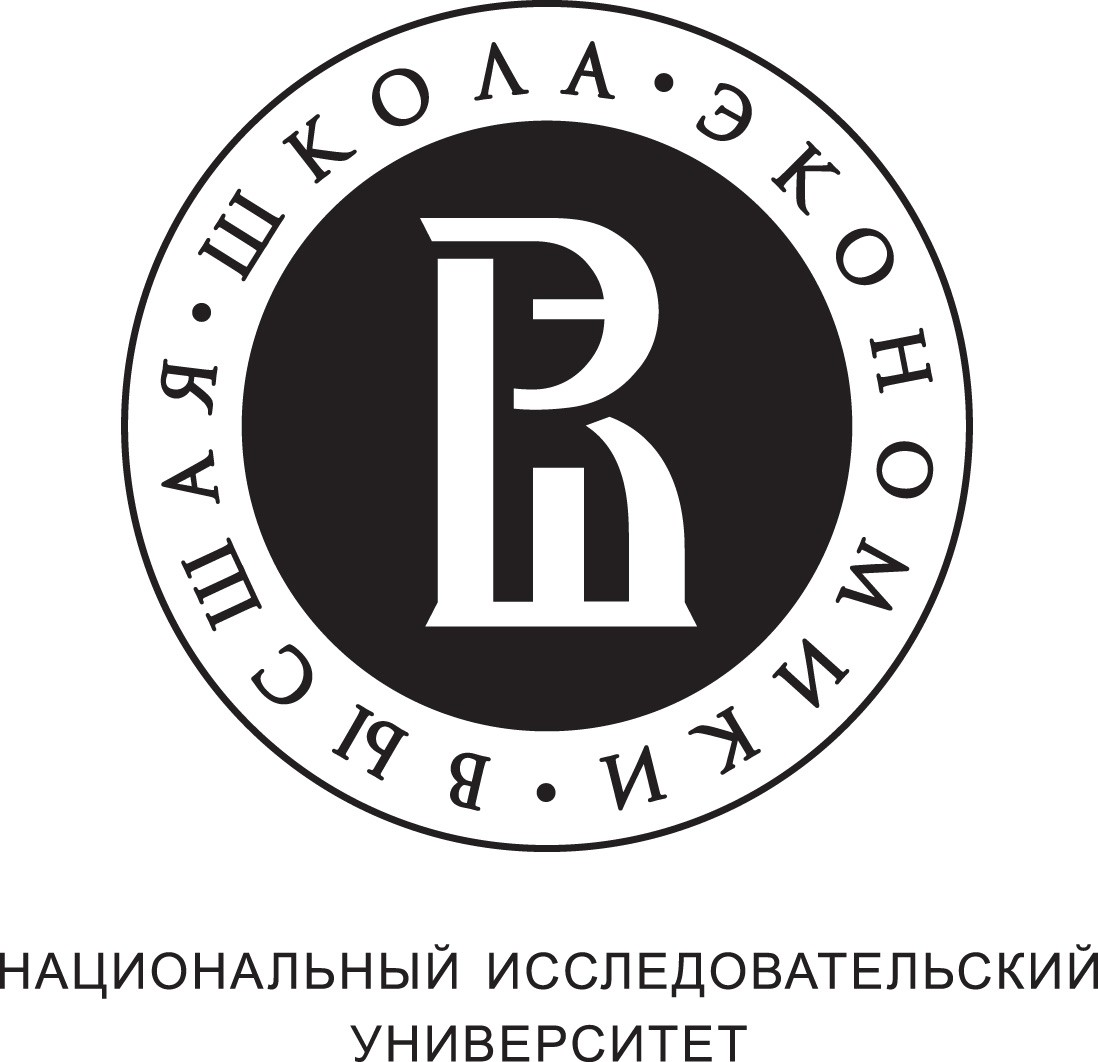 ВЫСШАЯ • ШКОЛА • ЭКОНОМИКИ •
НАЦИОНАЛЬНЫЙ ИССЛЕДОВАТЕЛЬСКИЙ
УНИВЕРСИТЕТ